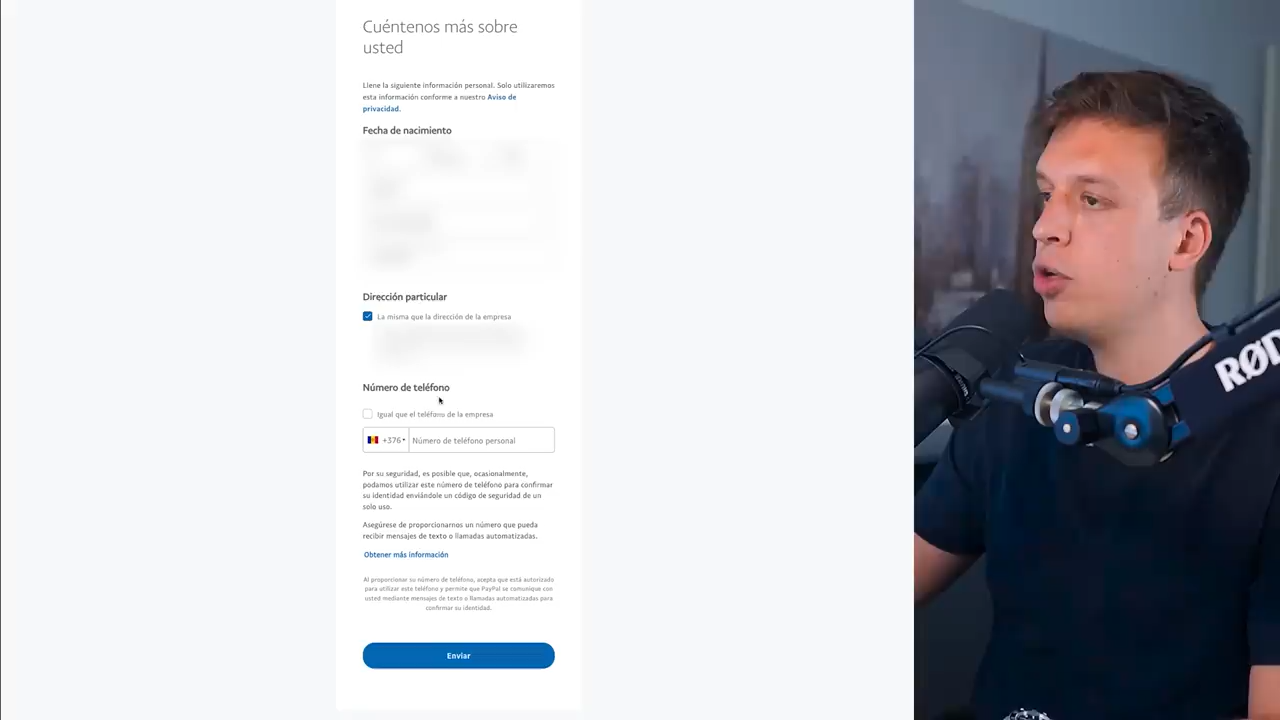 Cuéntenos más sobre
usted
Llene la siguiente información personal. Solo utilizaremos
esta información conforme a nuestro Aviso de
privacidad.
Fecha de nacimiento
Dirección particular
La misma que la dirección de la empresa
Número de teléfono
Igual que el teléfono de la empresa
+376
Número de teléfono personal
Por su seguridad, es posible que, ocasionalmente,
podamos utilizar este número de teléfono para confirmar
su identidad enviándole un código de seguridad de un
solo uso.
Asegúrese de proporcionarnos un número que pueda
recibir mensajes de texto o llamadas automatizadas.
Obtener más información
Al proporcionar su número de teléfono, acepta que está autorizado
para utilizar este teléfono y permite que PayPal se comunique con
usted mediante mensajes de texto o llamadas automatizadas para
confirmar su identidad.
Enviar
RØD